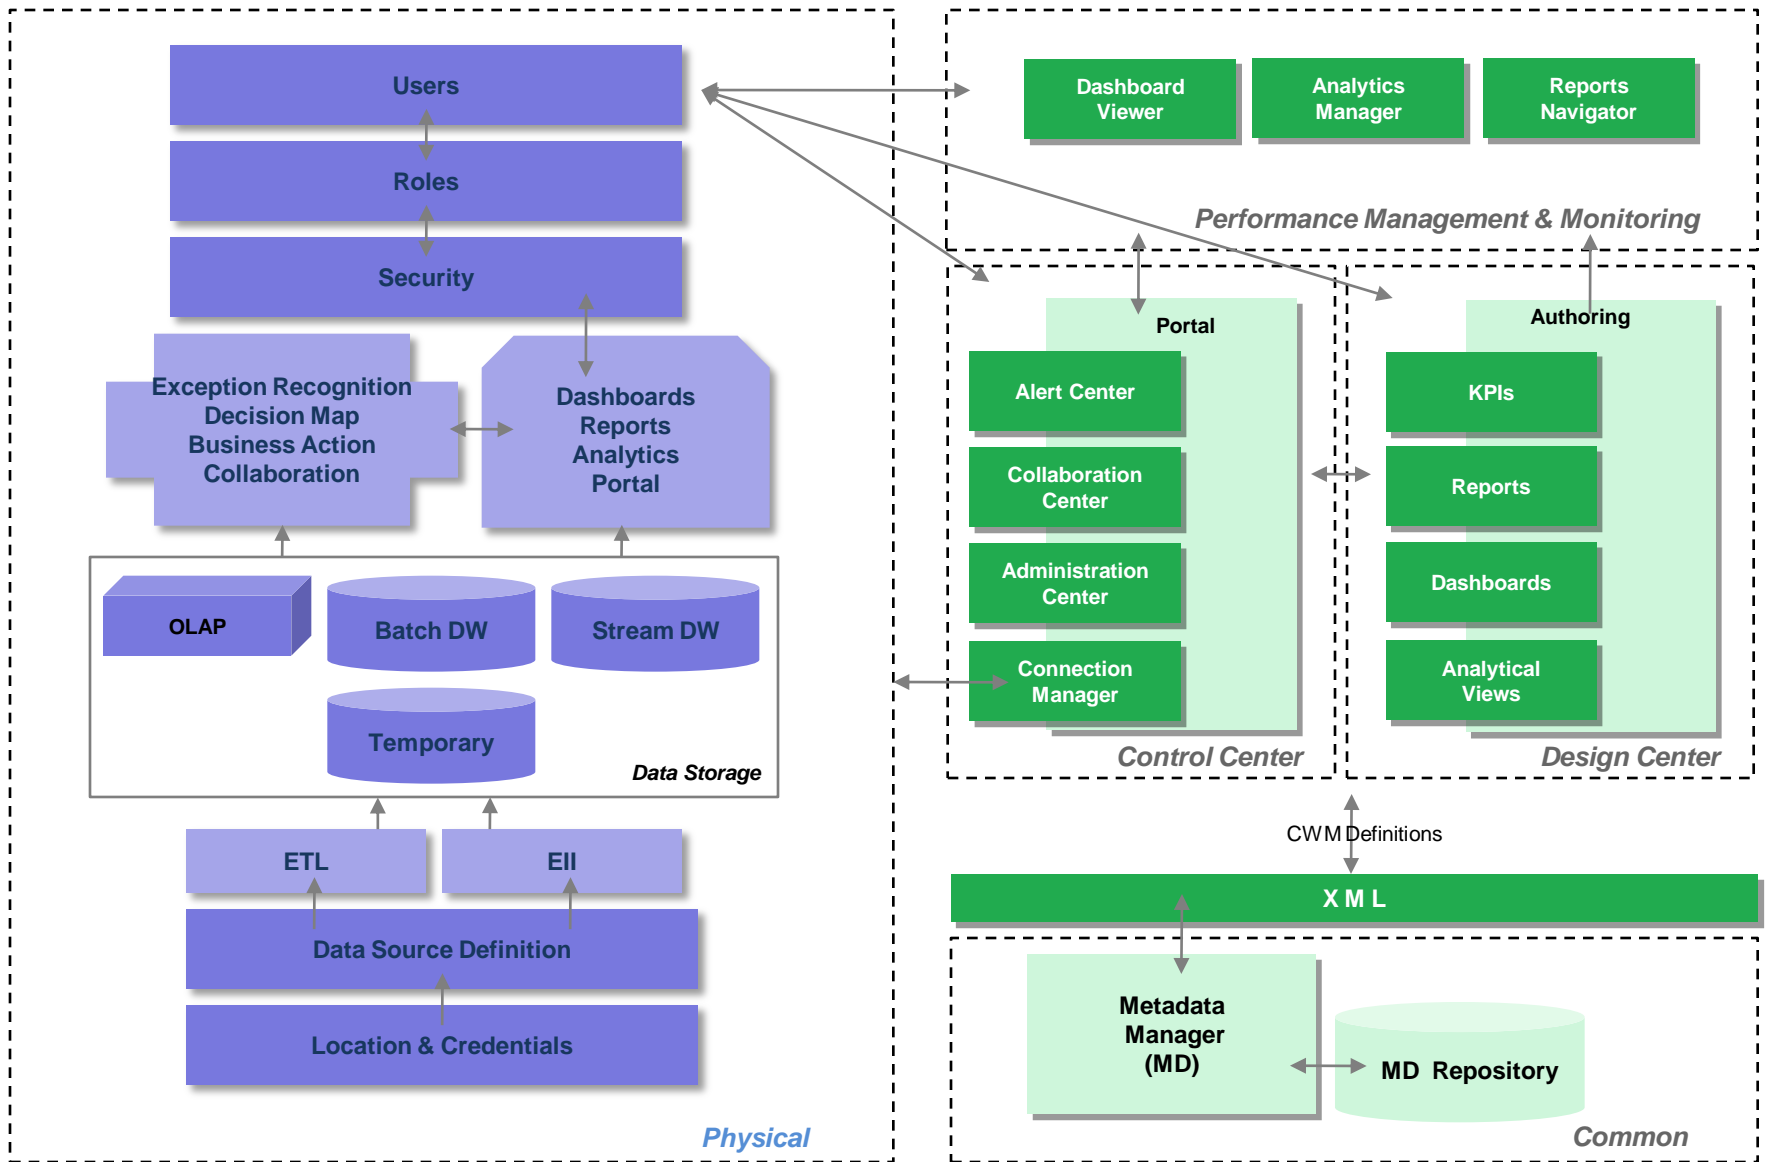 Users
Roles
Security
Exception Recognition
Decision Map
Business Action
Collaboration
Dashboards
Reports
Analytics
Portal
OLAP
Batch DW
Stream DW
Temporary
Data Storage
ETL
EII
Data Source Definition
Location & Credentials
Physical
Dashboard
Viewer
Analytics
Manager
Reports
Navigator
Performance Management & Monitoring
Portal
Alert Center
Collaboration
Center
Administration
Center
Connection
Manager
Control Center
Authoring
KPIs
Reports
Dashboards
Analytical
Views
Design Center
CWM Definitions
X M L
Metadata
Manager
(MD)
MD Repository
Common